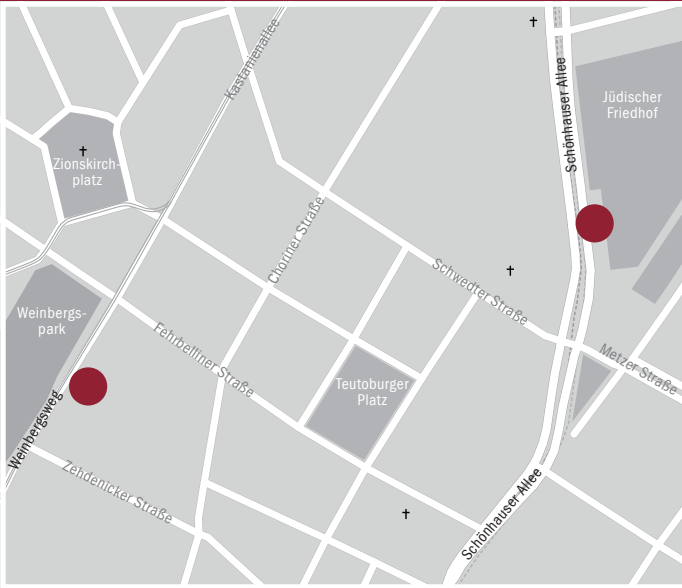 Kastanienallee
Schönhauser Allee
Jüdischer
Friedhof
Zionskirch-
platz
Choriner Straße
Schwedter Straße
Weinbergs-
park
Fehrbelliner Straße
Metzer Straße
Teutoburger
Platz
Weinbergsweg
Zehdenicker Straße
Schönhauser Allee